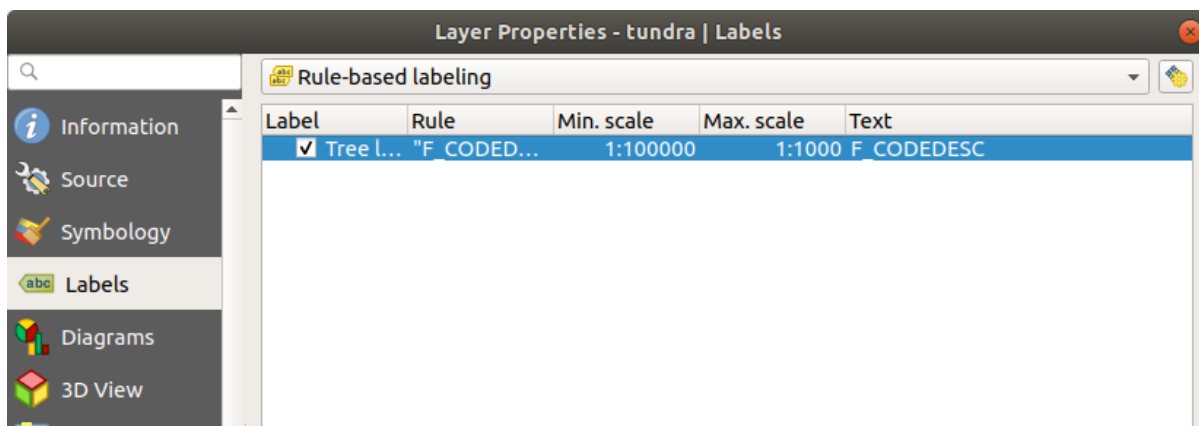 Layer Properties - tundra | Labels
Rule-based labeling
Information
Source
Symbology
abc Labels
Diagrams
3D View
Label Rule Min. scale Max. scale Text
Tree l... "F_CODED... 1:100000 1:1000 F_CODEDESC